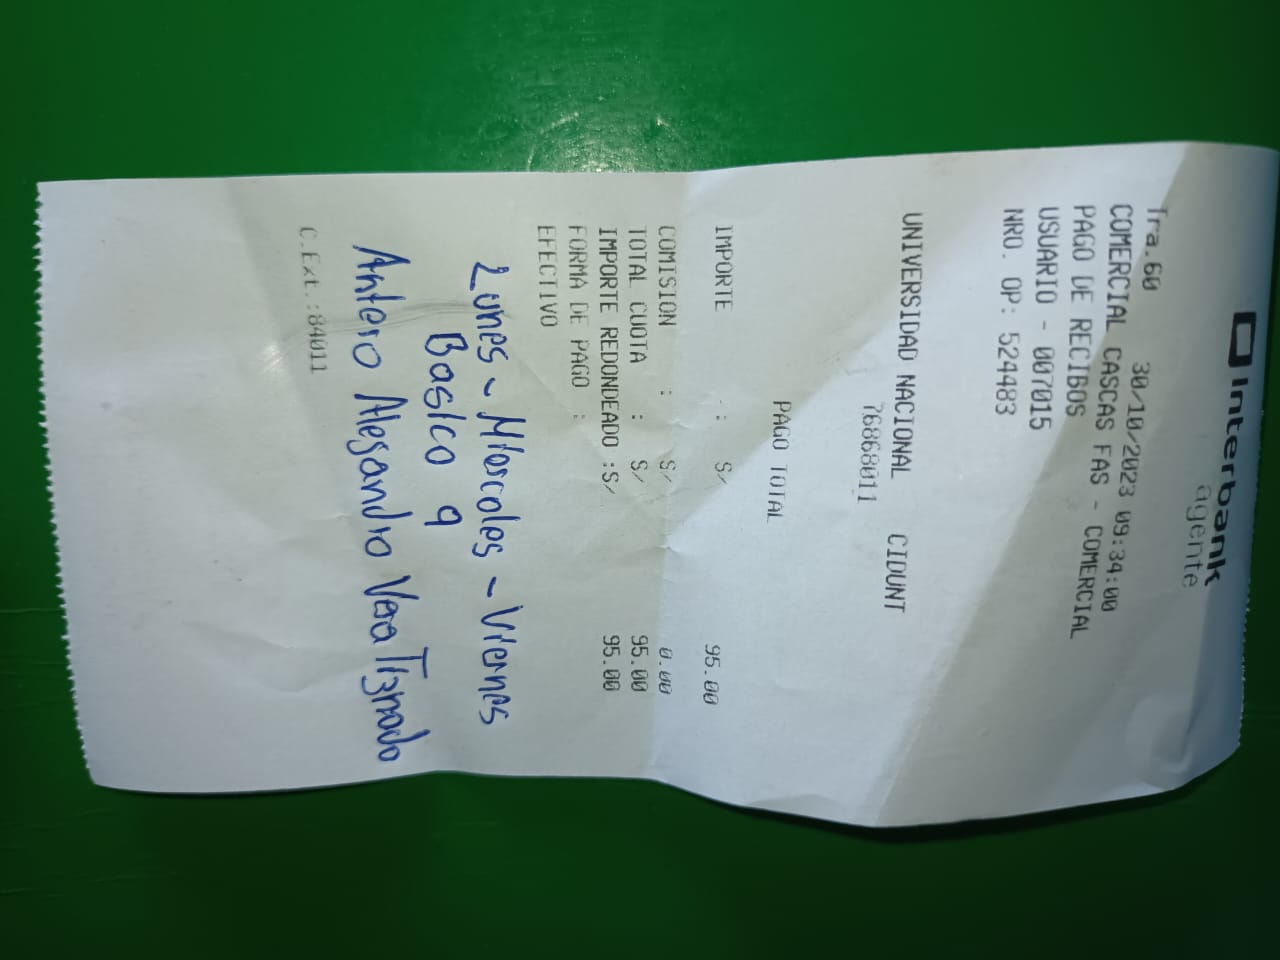 Interbank
agente
Tra.60 30/10/2023 09:34:00
COMERCIAL CASCAS FAS - COMERCIAL
PAGO DE RECIBOS
USUARIO - 007015
NRO. OP: 524483
UNIVERSIDAD NACIONAL CIDUNT
76868011
PAGO TOTAL
IMPORTE : S/ 95.00
COMISION : S/ 0.00
TOTAL CUOTA : S/ 95.00
IMPORTE REDONDEADO :S/ 95.00
FORMA DE PAGO :
EFECTIVO
Lunes - Miercoles - Viernes
Basico 9
Antero Alesandro Vera Tiznado
C.Ext.:84011